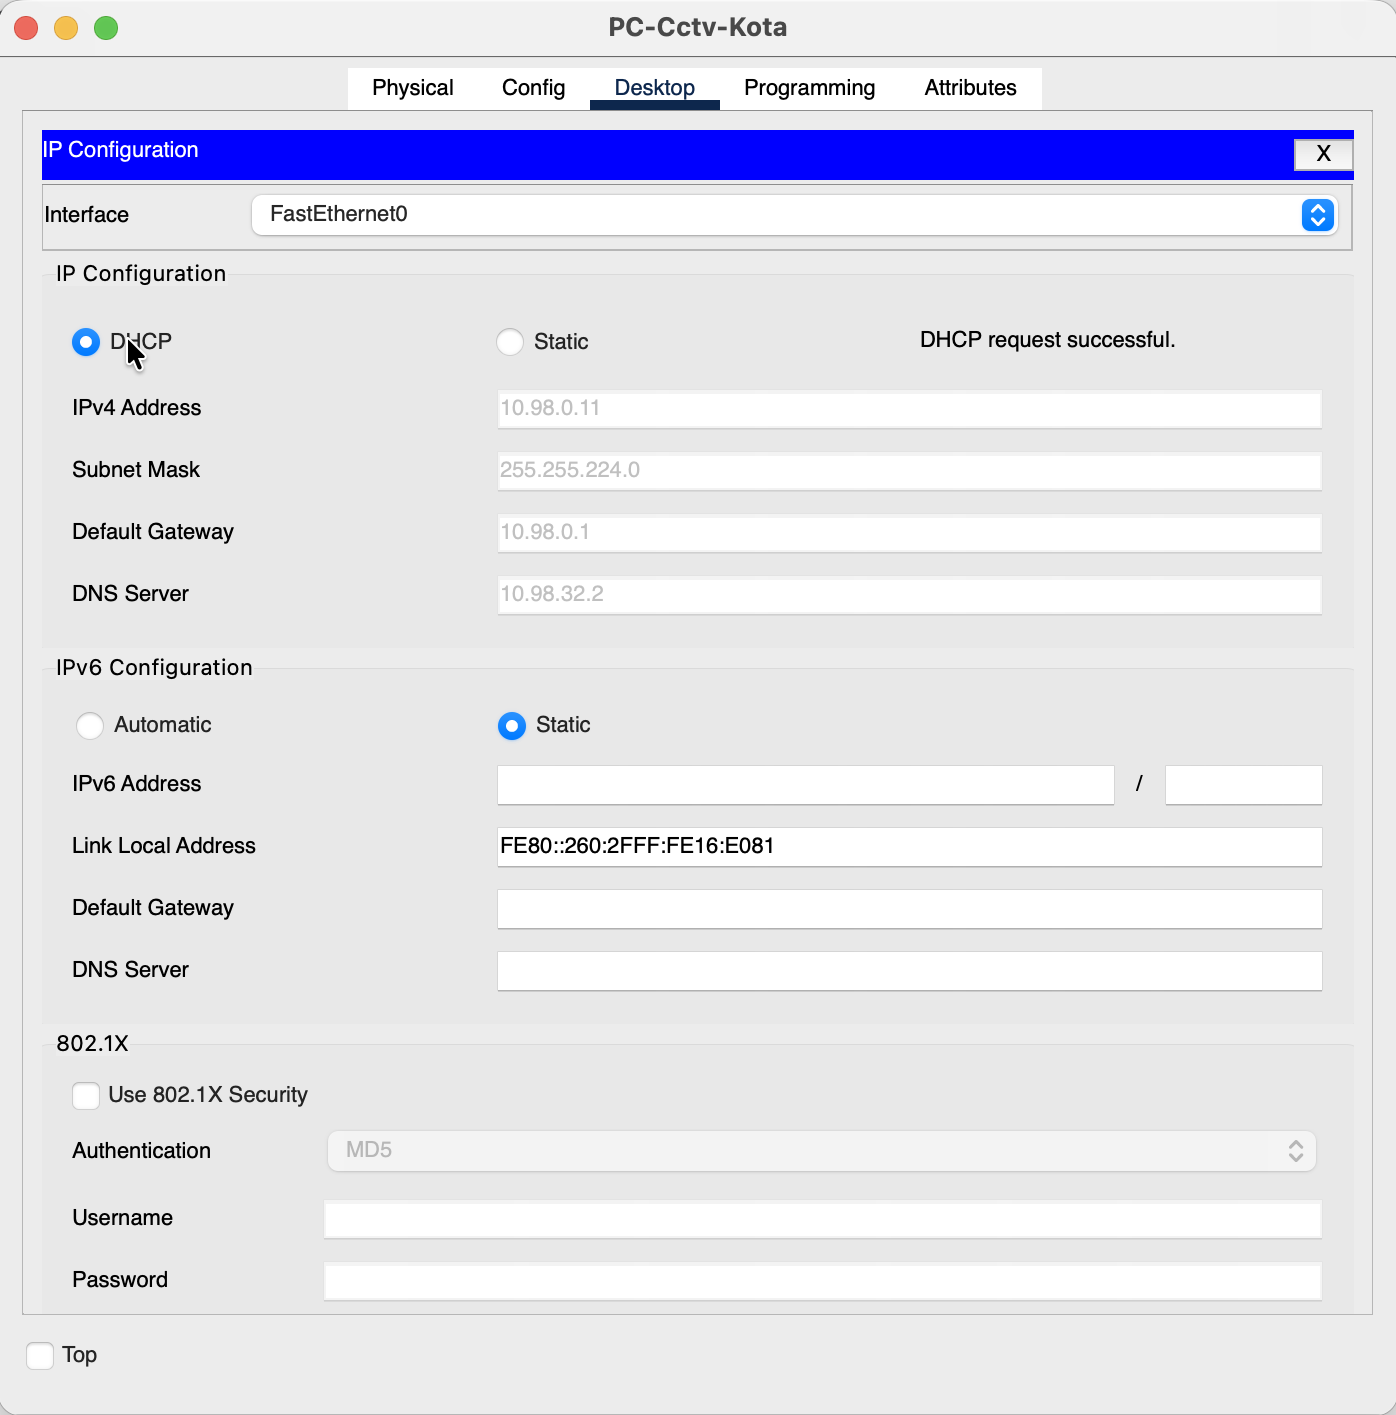 PC-Cctv-Kota
Physical Config Desktop Programming Attributes
IP Configuration X
Interface FastEthernet0
IP Configuration
DHCP Static DHCP request successful.
IPv4 Address 10.98.0.11
Subnet Mask 255.255.224.0
Default Gateway 10.98.0.1
DNS Server 10.98.32.2
IPv6 Configuration
Automatic Static
IPv6 Address /
Link Local Address FE80::260:2FFF:FE16:E081
Default Gateway
DNS Server
802.1X
Use 802.1X Security
Authentication MD5
Username
Password
Top